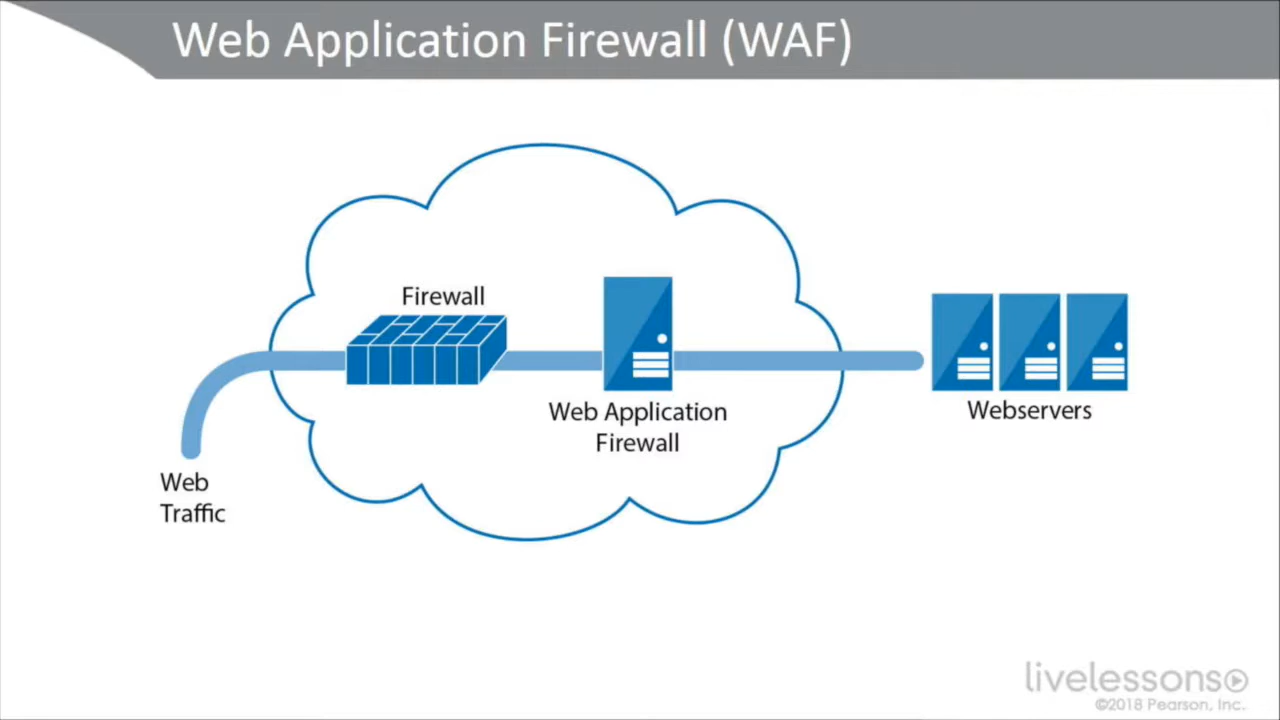 Web Application Firewall (WAF)
Firewall
Web Application
Firewall
Webservers
Web
Traffic
livelessons
©2018 Pearson, Inc.